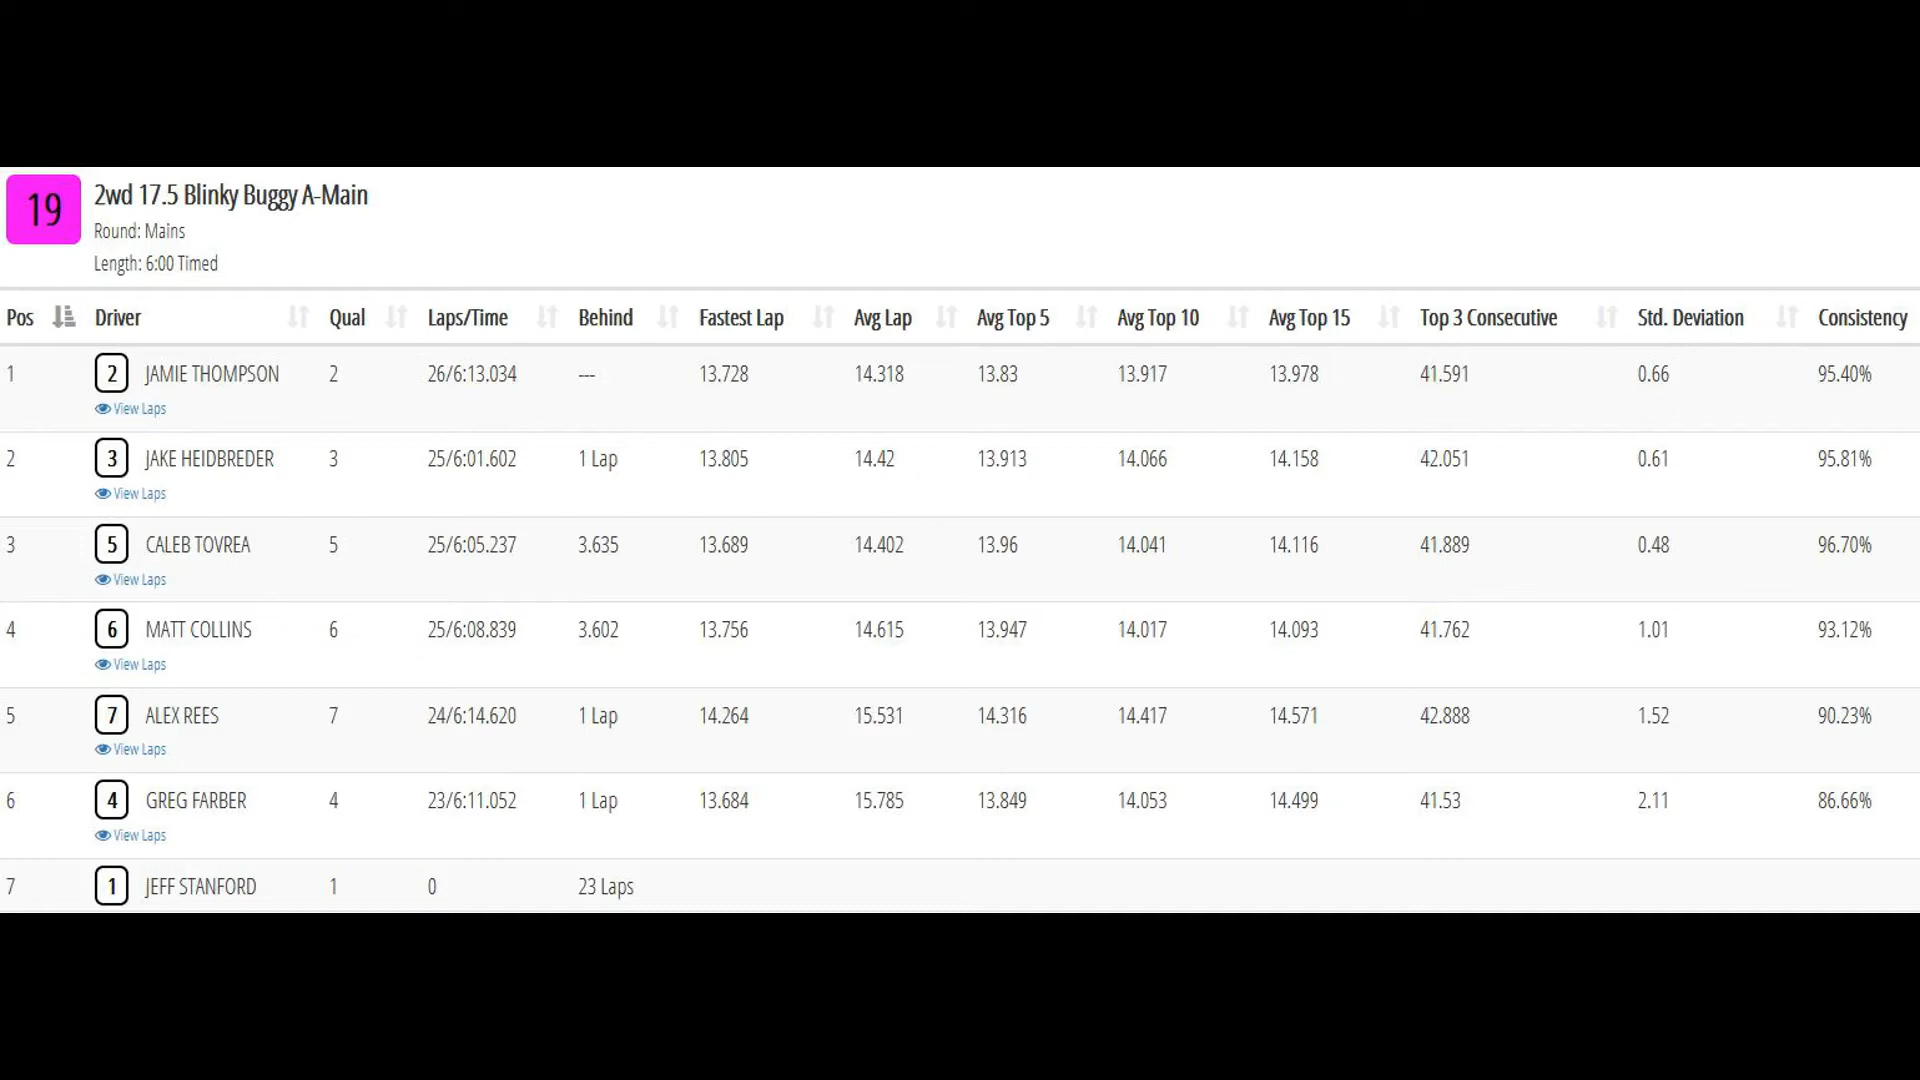 19
2wd 17.5 Blinky Buggy A-Main
Round: Mains
Length: 6:00 Timed
Pos Driver Qual Laps/Time Behind Fastest Lap Avg Lap Avg Top 5 Avg Top 10 Avg Top 15 Top 3 Consecutive Std. Deviation Consistency
1 2 JAMIE THOMPSON 2 26/6:13.034 --- 13.728 14.318 13.83 13.917 13.978 41.591 0.66 95.40%
View Laps
2 3 JAKE HEIDBREDER 3 25/6:01.602 1 Lap 13.805 14.42 13.913 14.066 14.158 42.051 0.61 95.81%
View Laps
3 5 CALEB TOVREA 5 25/6:05.237 3.635 13.689 14.402 13.96 14.041 14.116 41.889 0.48 96.70%
View Laps
4 6 MATT COLLINS 6 25/6:08.839 3.602 13.756 14.615 13.947 14.017 14.093 41.762 1.01 93.12%
View Laps
5 7 ALEX REES 7 24/6:14.620 1 Lap 14.264 15.531 14.316 14.417 14.571 42.888 1.52 90.23%
View Laps
6 4 GREG FARBER 4 23/6:11.052 1 Lap 13.684 15.785 13.849 14.053 14.499 41.53 2.11 86.66%
View Laps
7 1 JEFF STANFORD 1 0 23 Laps